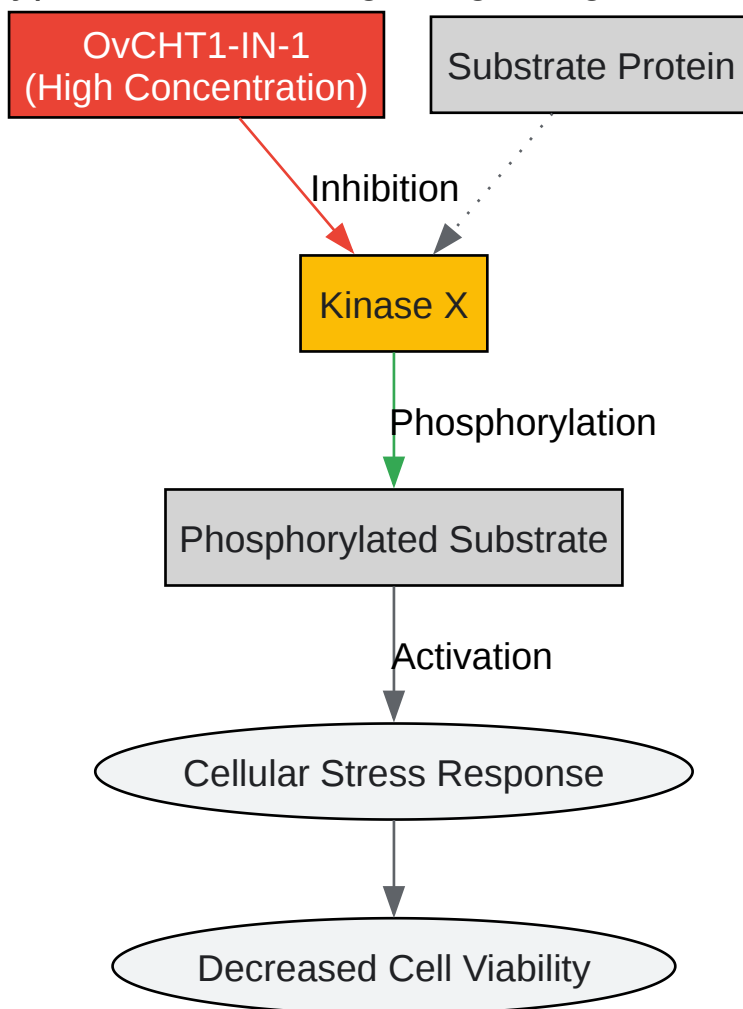 OvCHT1-IN-1
(High Concentration)
Substrate Protein
Inhibition
Kinase X
Phosphorylation
Phosphorylated Substrate
Activation
Cellular Stress Response
Decreased Cell Viability